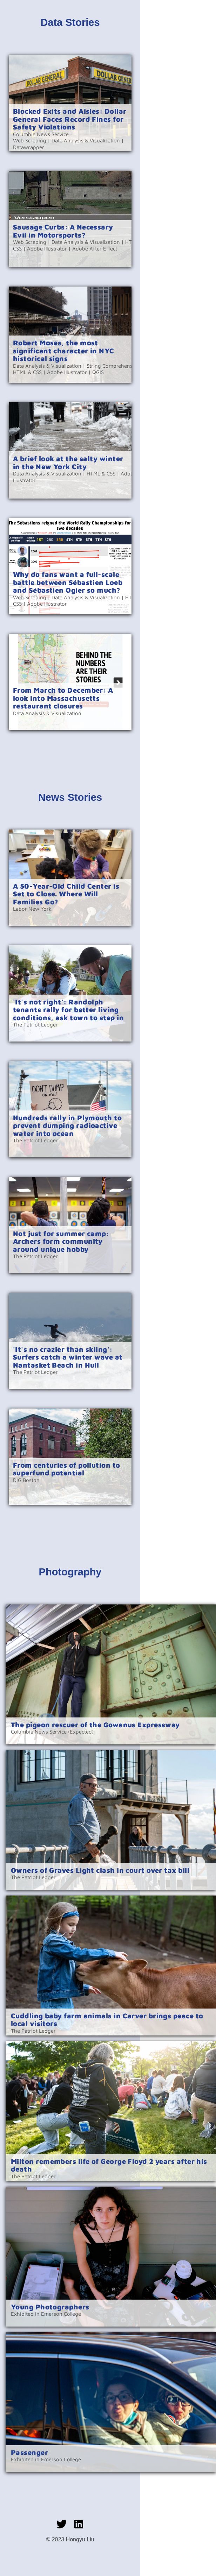 Data Stories
DOLLAR GENERAL
DOLLAR GENER
Blocked Exits and Aisles: Dollar
General Faces Record Fines for
Safety Violations
Columbia News Service
Web Scraping | Data Analysis & Visualization |
Datawrapper
Verstappen
Sausage Curbs: A Necessary
Evil in Motorsports?
Web Scraping | Data Analysis & Visualization | HT
CSS | Adobe Illustrator | Adobe After Effect
Robert Moses, the most
significant character in NYC
historical signs
Data Analysis & Visualization | String Comprehen
HTML & CSS | Adobe Illustrator | QGIS
A brief look at the salty winter
in the New York City
Data Analysis & Visualization | HTML & CSS | Adob
Illustrator
The Sébastiens reigned the World Rally Championships for
two decades
Why do fans want a full-scale
battle between Sébastien Loeb
and Sébastien Ogier so much?
Web Scraping | Data Analysis & Visualization | HT
CSS | Adobe Illustrator
BEHIND THE
NUMBERS
ARE THEIR
STORIES
From March to December: A
look into Massachusetts
restaurant closures
Data Analysis & Visualization
News Stories
A 50-Year-Old Child Center is
Set to Close. Where Will
Families Go?
Labor New York
'It's not right': Randolph
tenants rally for better living
conditions, ask town to step in
The Patriot Ledger
DON'T DUMP
Hundreds rally in Plymouth to
prevent dumping radioactive
water into ocean
The Patriot Ledger
Not just for summer camp:
Archers form community
around unique hobby
The Patriot Ledger
'It's no crazier than skiing':
Surfers catch a winter wave at
Nantasket Beach in Hull
The Patriot Ledger
From centuries of pollution to
superfund potential
DIG Boston
Photography
The pigeon rescuer of the Gowanus Expressway
Columbia News Service (Expected)
Owners of Graves Light clash in court over tax bill
The Patriot Ledger
Cuddling baby farm animals in Carver brings peace to
local visitors
The Patriot Ledger
Milton remembers life of George Floyd 2 years after his
death
The Patriot Ledger
Young Photographers
Exhibited in Emerson College
Passenger
Exhibited in Emerson College
© 2023 Hongyu Liu